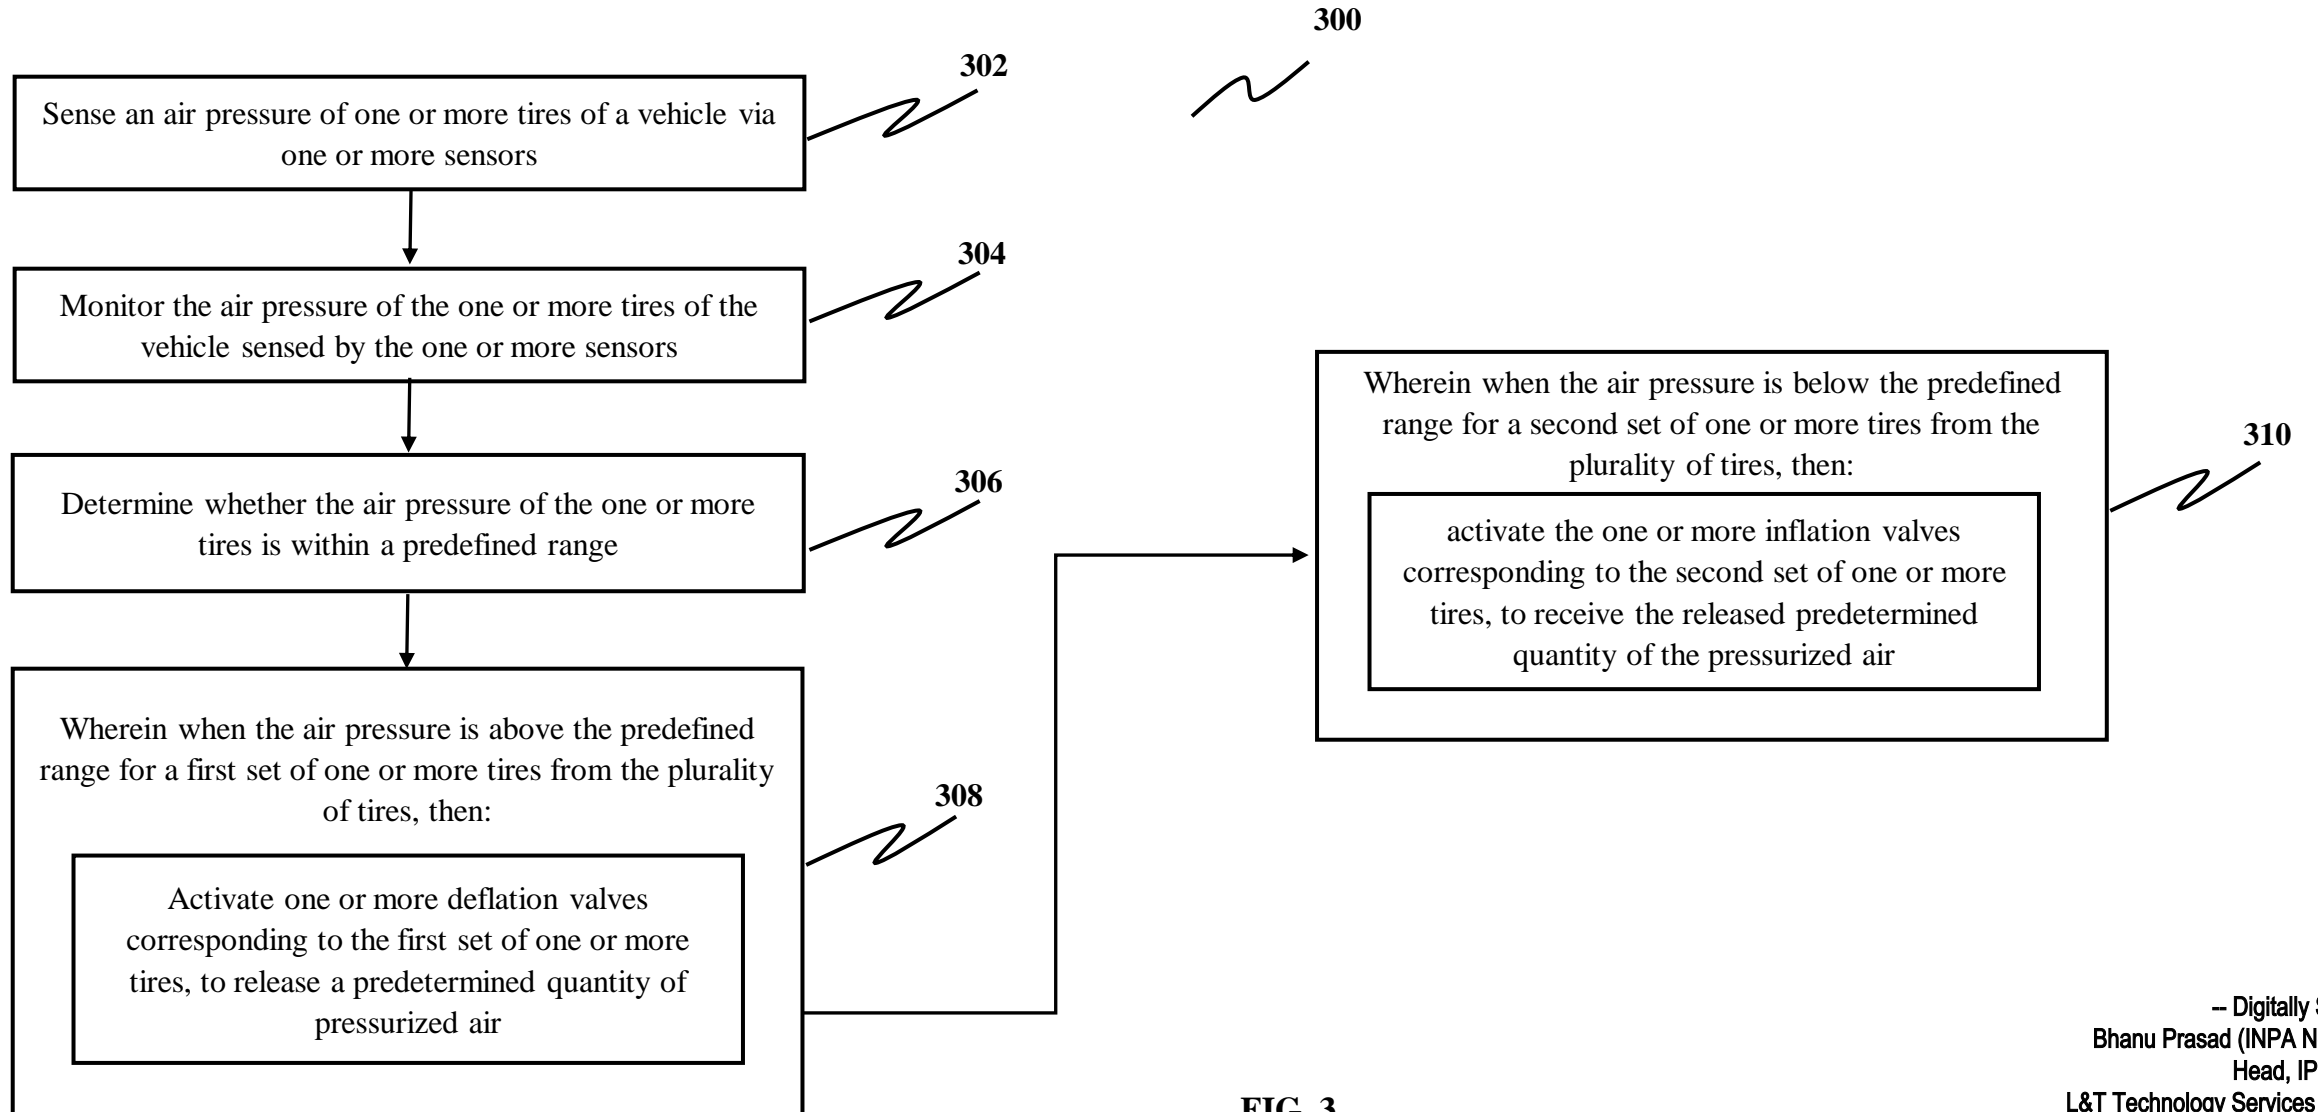 300
302
Sense an air pressure of one or more tires of a vehicle via
one or more sensors
304
Monitor the air pressure of the one or more tires of the
vehicle sensed by the one or more sensors
306
Determine whether the air pressure of the one or more
tires is within a predefined range
308
Wherein when the air pressure is above the predefined
range for a first set of one or more tires from the plurality
of tires, then:
Activate one or more deflation valves
corresponding to the first set of one or more
tires, to release a predetermined quantity of
pressurized air
310
Wherein when the air pressure is below the predefined
range for a second set of one or more tires from the
plurality of tires, then:
activate the one or more inflation valves
corresponding to the second set of one or more
tires, to receive the released predetermined
quantity of the pressurized air
FIG. 3
-- Digitally
Bhanu Prasad (INPA
Head, IP
L&T Technology Services